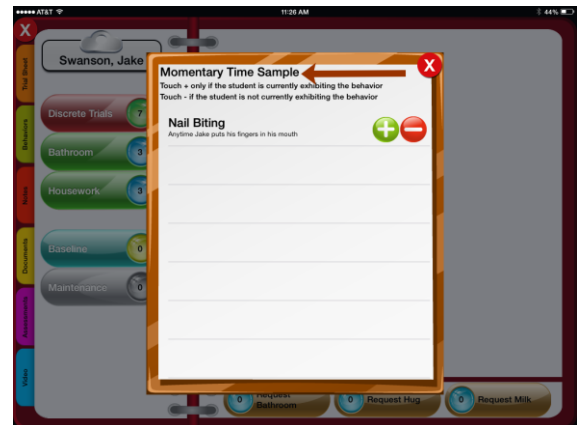 AT&T
11:26 AM
44%
X
Swanson, Jake
X
Momentary Time Sample
Touch + only if the student is currently exhibiting the behavior
Touch - if the student is not currently exhibiting the behavior
Nail Biting
Anytime Jake puts his fingers in his mouth
Trial Sheet
Behaviors
Notes
Documents
Assessments
Video
Discrete Trials 7
Bathroom 3
Housework 3
Baseline 0
Maintenance 0
0 Request Bathroom
0 Request Hug
0 Request Milk